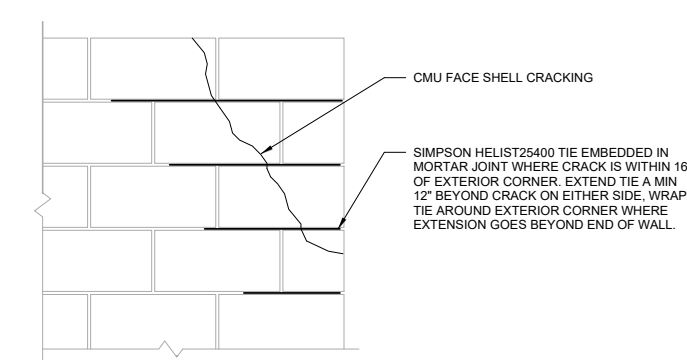 CMU FACE SHELL CRACKING
SIMPSON HELIST25400 TIE EMBEDDED IN
MORTAR JOINT WHERE CRACK IS WITHIN 16
OF EXTERIOR CORNER. EXTEND TIE A MIN
12" BEYOND CRACK ON EITHER SIDE, WRAP
TIE AROUND EXTERIOR CORNER WHERE
EXTENSION GOES BEYOND END OF WALL.